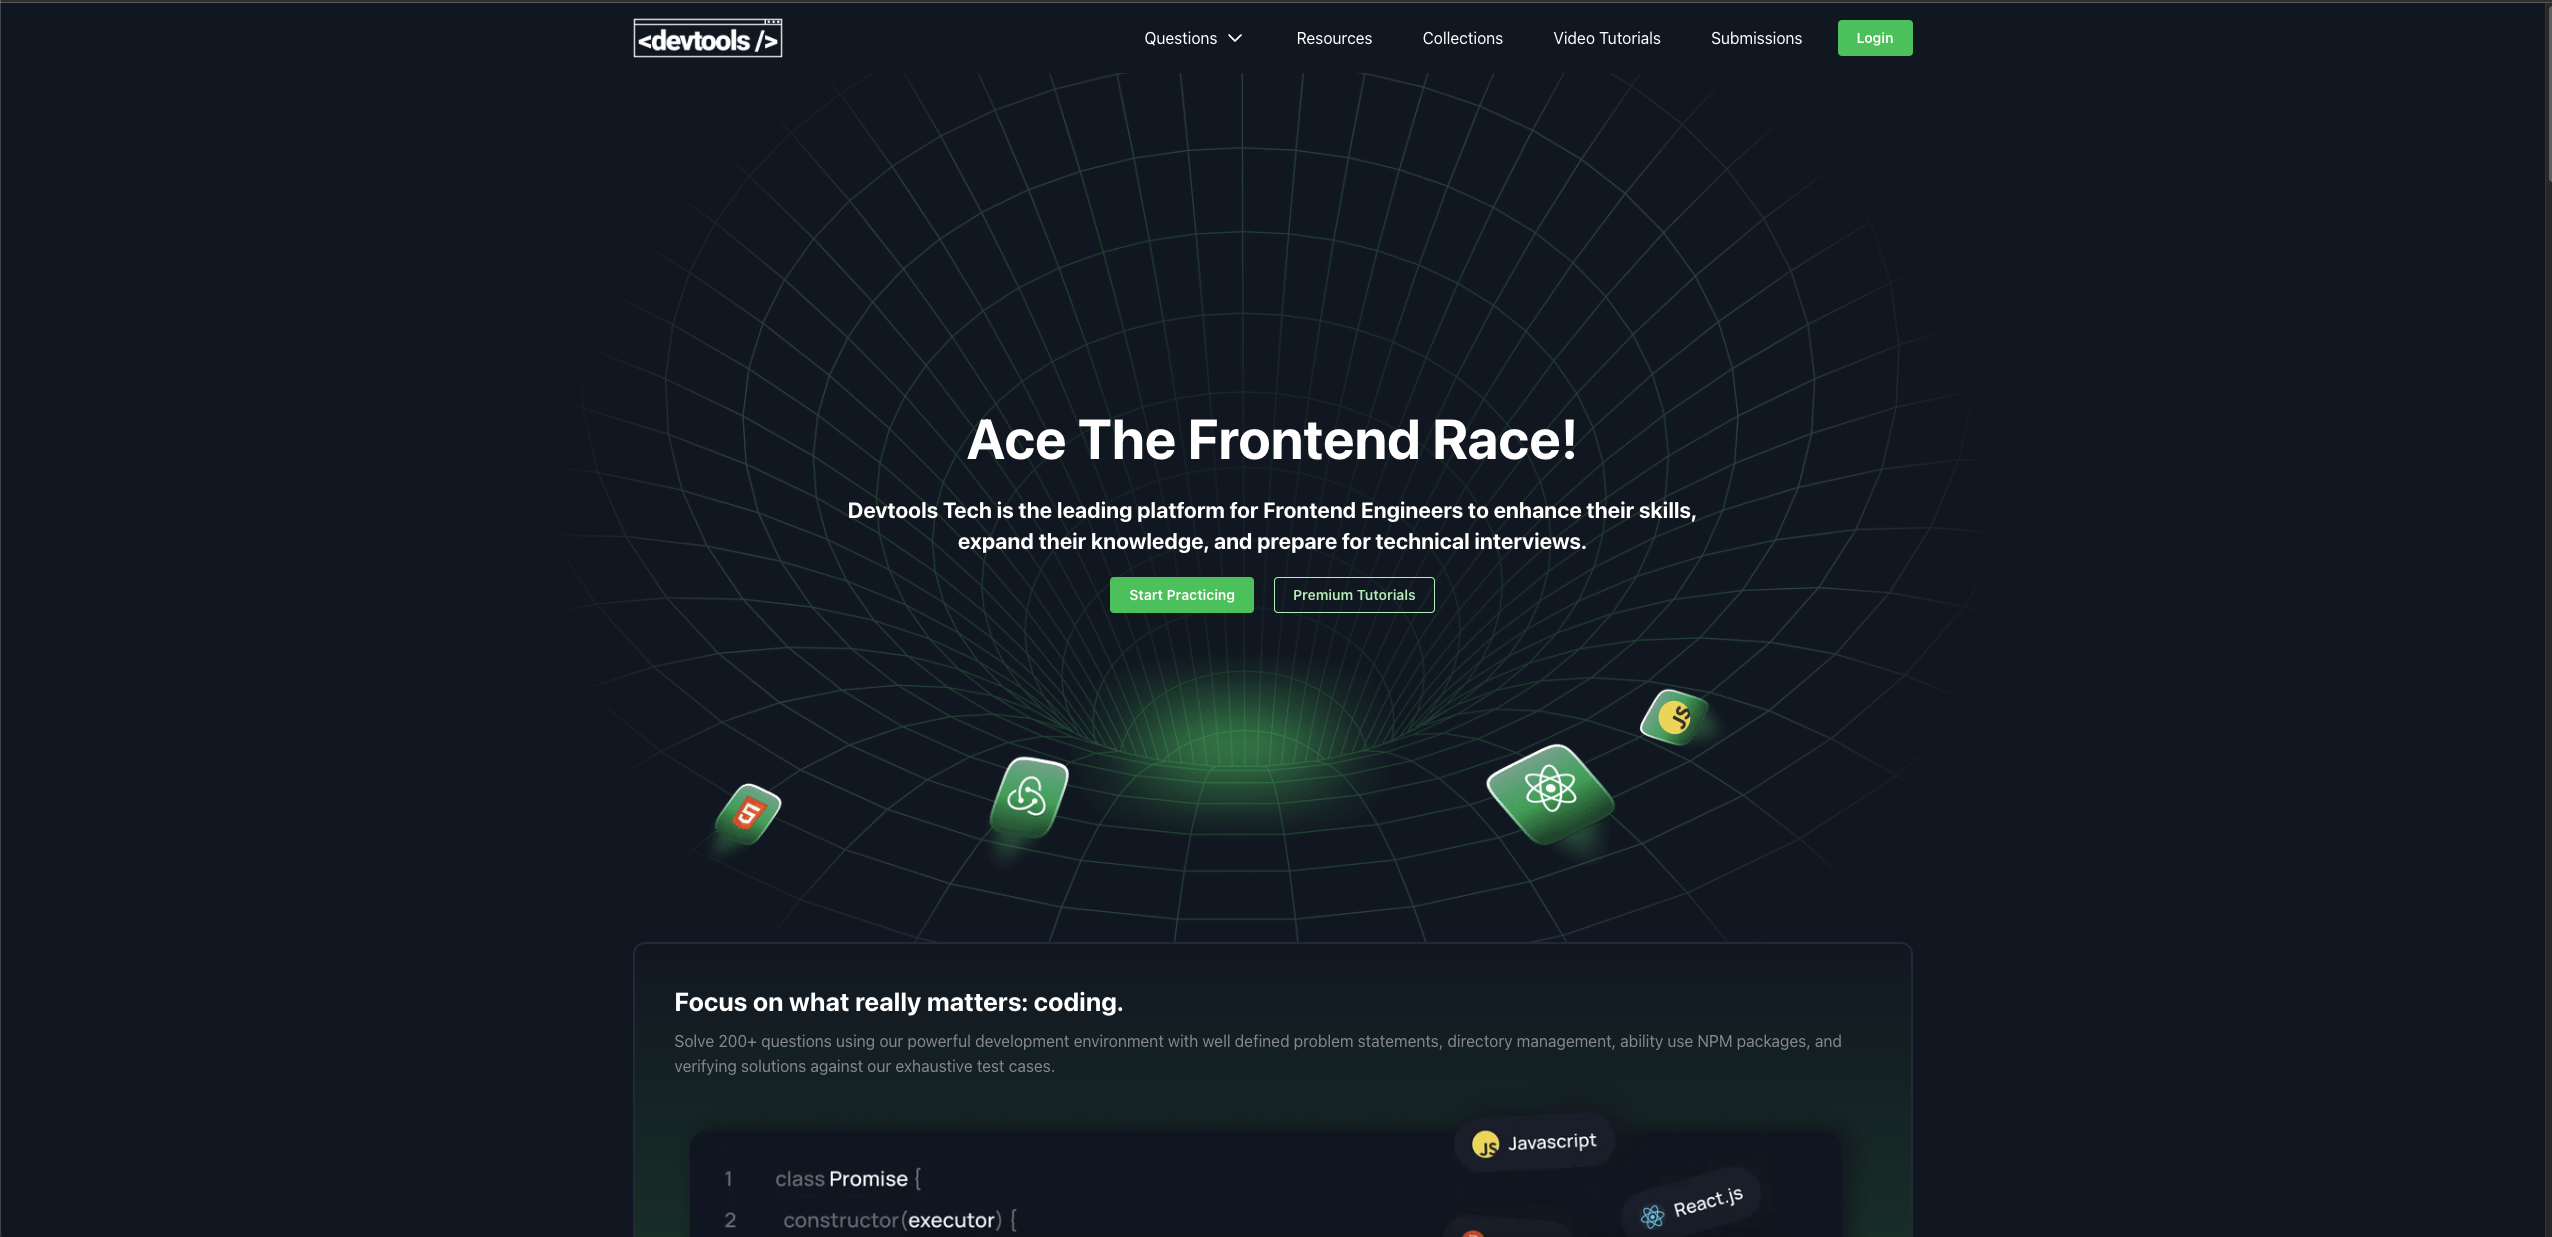 <devtools />
Questions
Resources
Collections
Video Tutorials
Submissions
Login
Ace The Frontend Race!
Devtools Tech is the leading platform for Frontend Engineers to enhance their skills,
expand their knowledge, and prepare for technical interviews.
Start Practicing
Premium Tutorials
JS
5
Focus on what really matters: coding.
Solve 200+ questions using our powerful development environment with well defined problem statements, directory management, ability use NPM packages, and
verifying solutions against our exhaustive test cases.
JS Javascript
1 class Promise {
React.js
2 constructor(executor) {